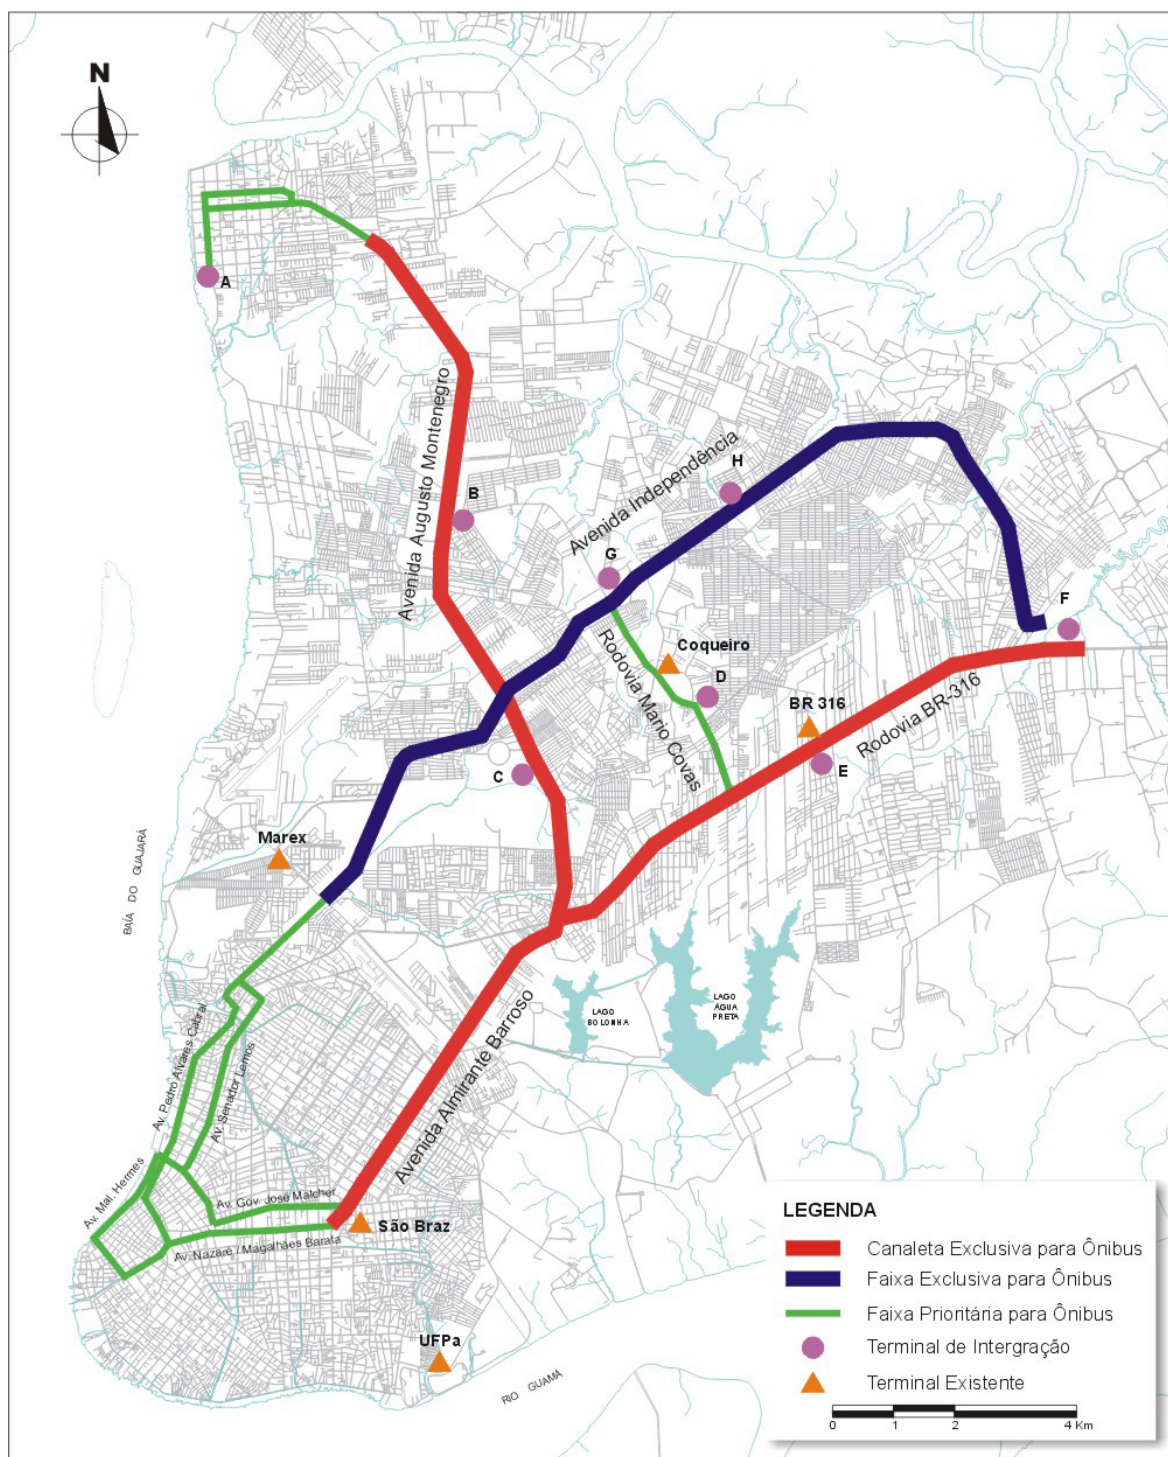 N
A
Avenida Augusto Montenegro
B
Avenida Independência
H
G
F
Rodovia Mario Covas
Coqueiro
D
BR 316
Rodovia BR-316
E
C
Marex
BAÍA DO GUAJARÁ
LAGO
BOLONHA
LAGO
ÁGUA
PRETA
Avenida Almirante Barroso
Av. Pedro Alvares Cabral
Av. Senador Lemos
Av. Mal. Hermes
Av. Gov. José Malcher
São Braz
Av. Nazaré / Magalhães Barata
UFPa
RIO GUAMÁ
LEGENDA
Canaleta Exclusiva para Ônibus
Faixa Exclusiva para Ônibus
Faixa Prioritária para Ônibus
Terminal de Intergração
Terminal Existente
0 1 2 4 Km